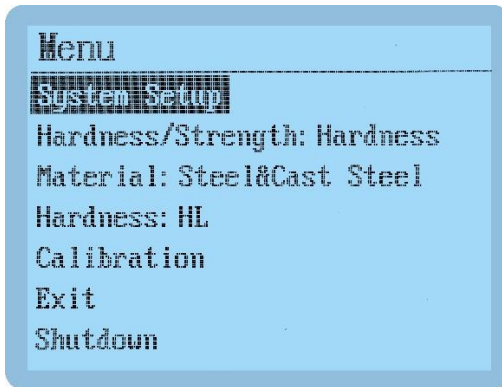 Menu
System Setup
Hardness/Strength: Hardness
Material: Steel&Cast Steel
Hardness: HL
Calibration
Exit
Shutdown